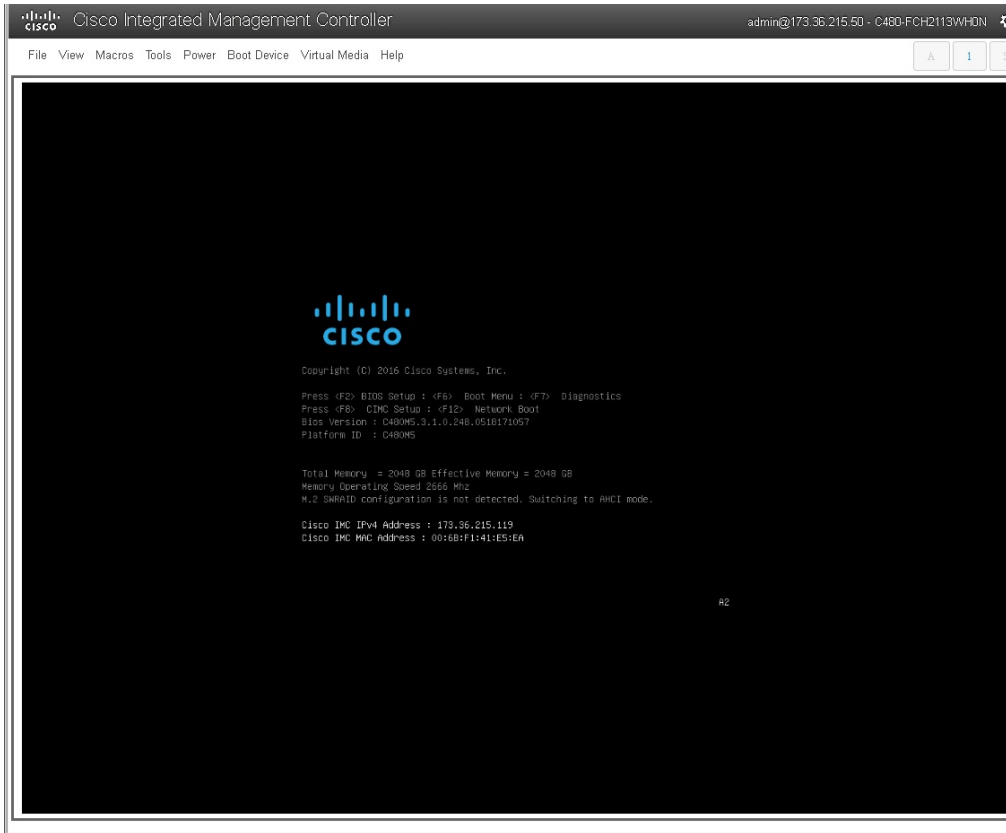 cisco Cisco Integrated Management Controller
admin@173.36.215.50 - C480-FCH2113WH0N
File View Macros Tools Power Boot Device Virtual Media Help
A 1
CISCO
Copyright (C) 2016 Cisco Systems, Inc.
Press <F2> BIOS Setup : <F6> Boot Menu : <F7> Diagnostics
Press <F8> CIMC Setup : <F12> Network Boot
Bios Version : C480M5.3.1.0.248.0518171057
Platform ID : C480M5
Total Memory = 2048 GB Effective Memory = 2048 GB
Memory Operating Speed 2666 Mhz
M.2 SWRAID configuration is not detected. Switching to AHCI mode.
Cisco IMC IPv4 Address : 173.36.215.119
Cisco IMC MAC Address : 00:6B:F1:41:E5:EA
A2